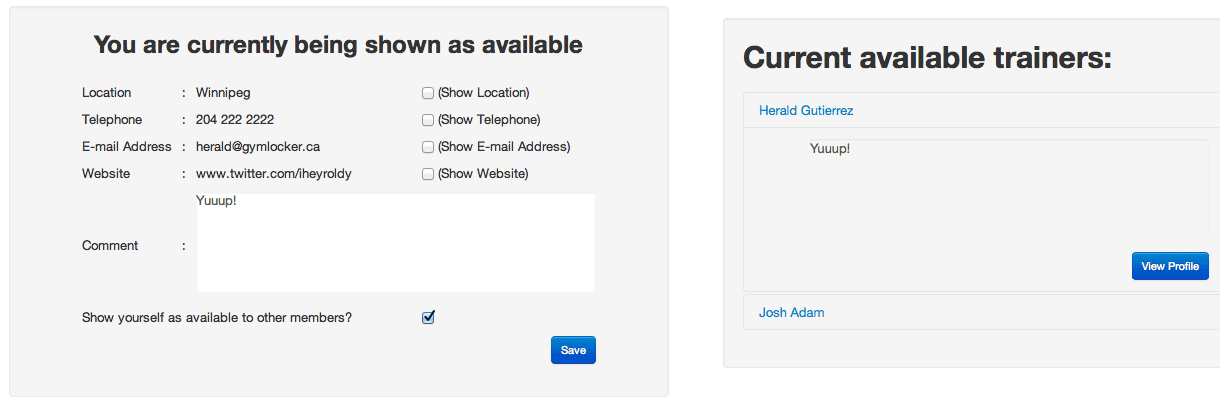 You are currently being shown as available
Location : Winnipeg (Show Location)
Telephone : 204 222 2222 (Show Telephone)
E-mail Address : herald@gymlocker.ca (Show E-mail Address)
Website : www.twitter.com/iheyroldy (Show Website)
Yuuup!
Comment :
Show yourself as available to other members?
Save
Current available trainers:
Herald Gutierrez
Yuuup!
View Profile
Josh Adam